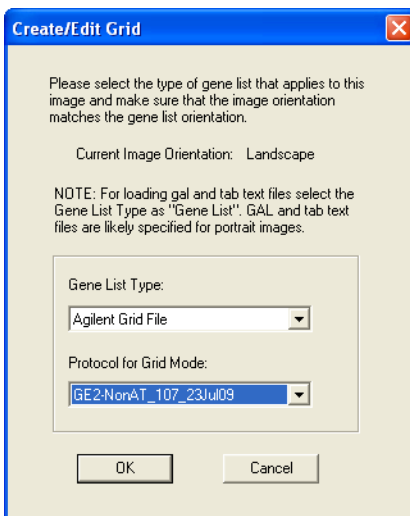 Create/Edit Grid
Please select the type of gene list that applies to this
image and make sure that the image orientation
matches the gene list orientation.
Current Image Orientation: Landscape
NOTE: For loading gal and tab text files select the
Gene List Type as "Gene List". GAL and tab text
files are likely specified for portrait images.
Gene List Type:
Agilent Grid File
Protocol for Grid Mode:
GE2-NonAT_107_23Jul09
OK Cancel